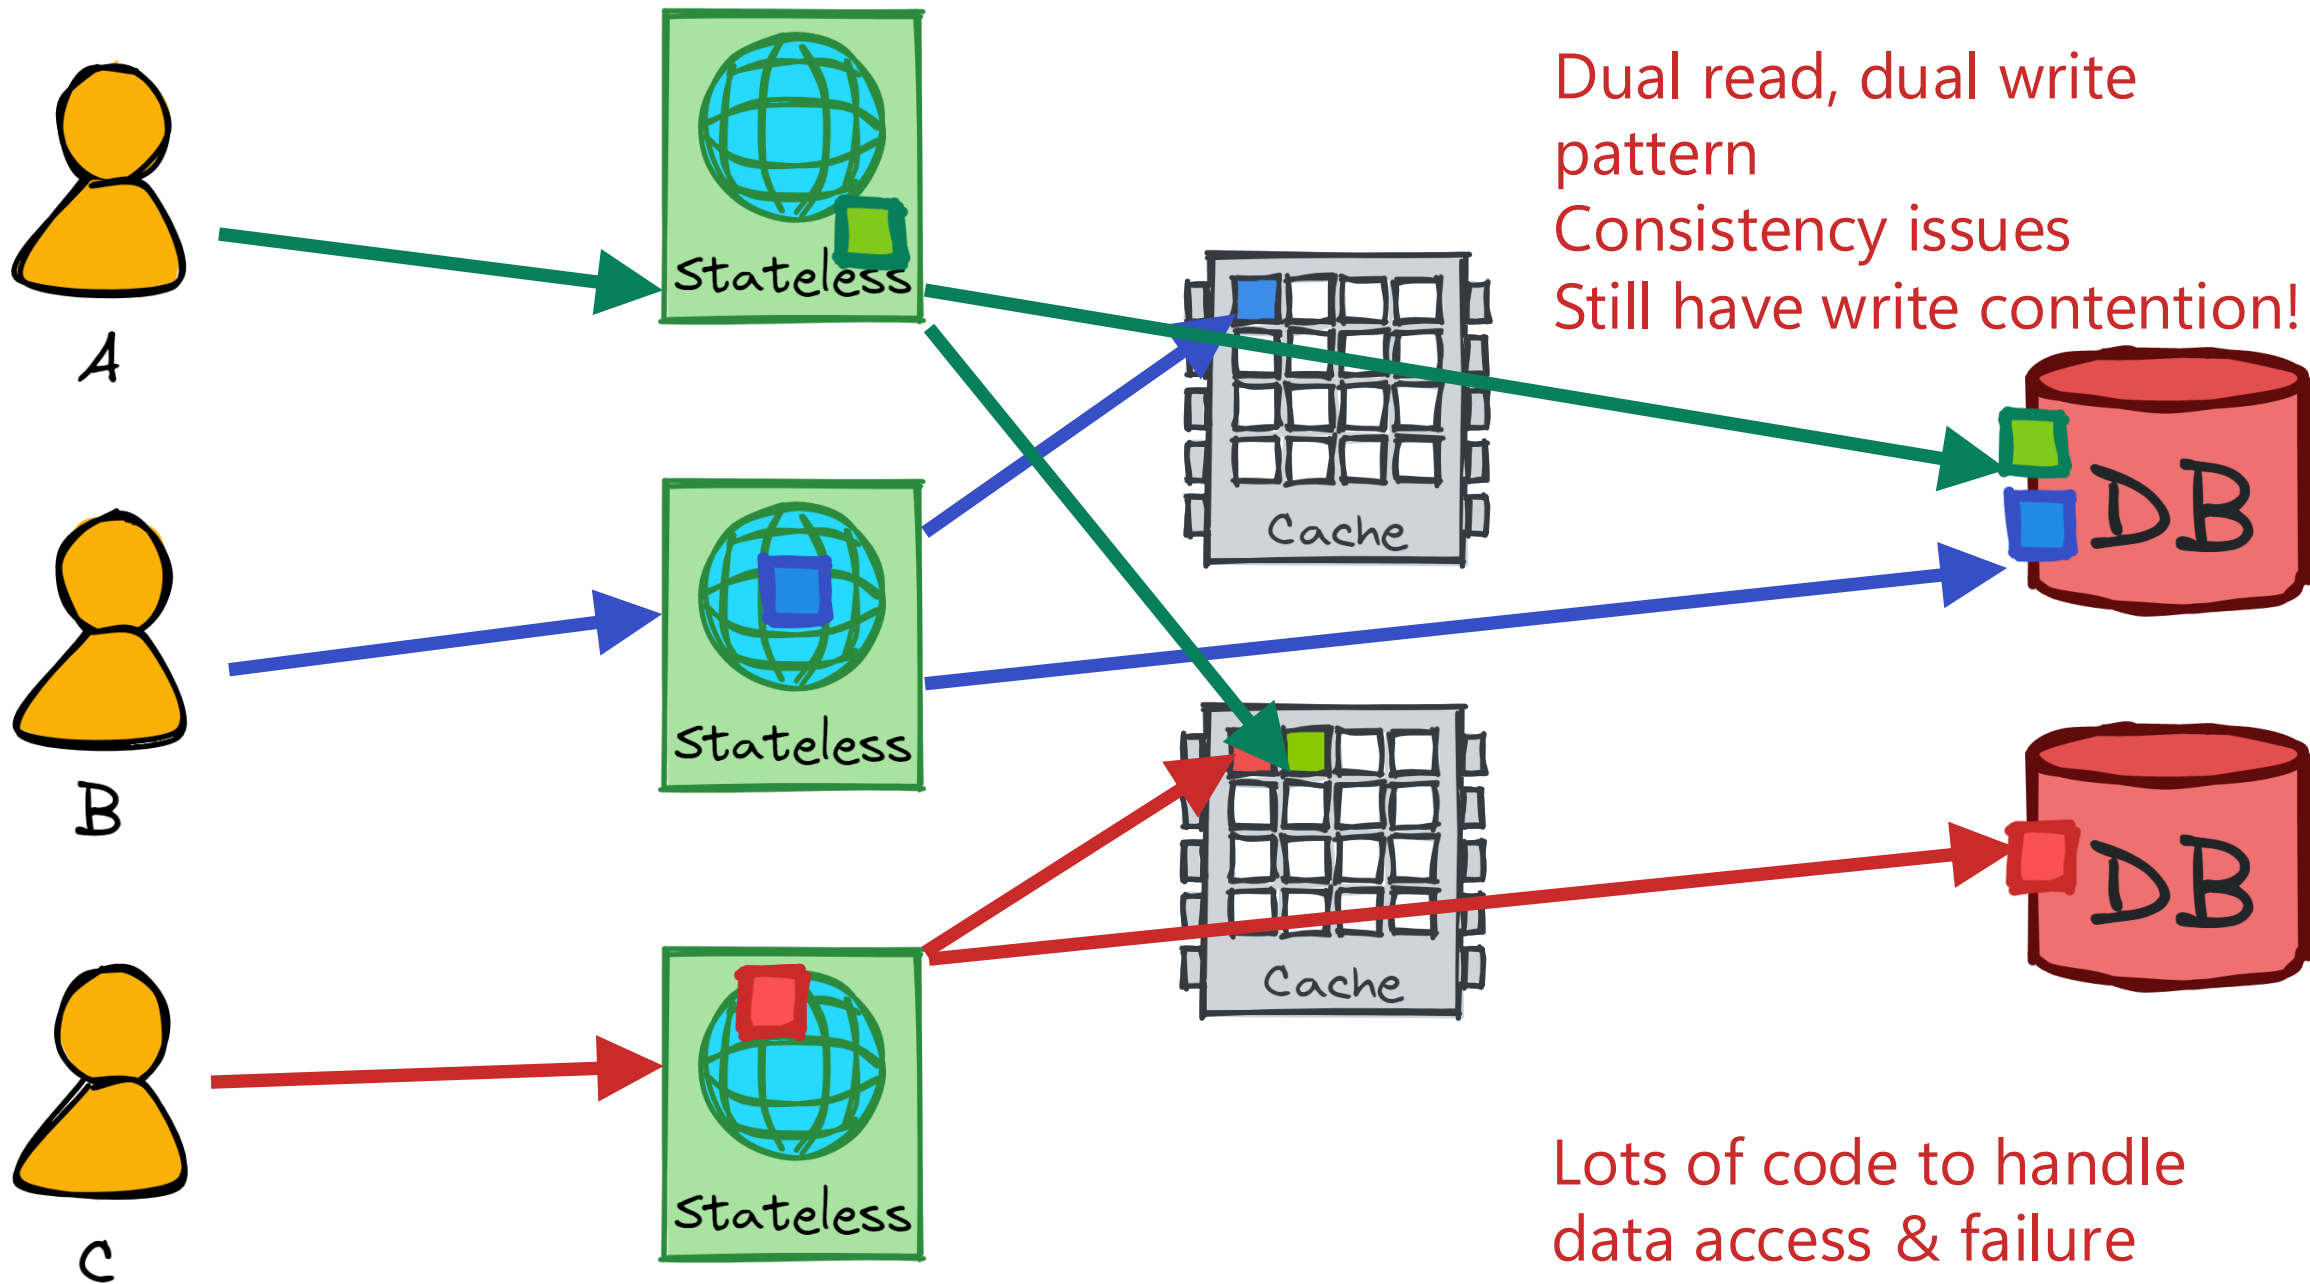 Dual read, dual write
pattern
Consistency issues
Still have write contention!
Stateless
A
Cache
DB
Stateless
B
Cache
DB
Stateless
C
Lots of code to handle
data access & failure